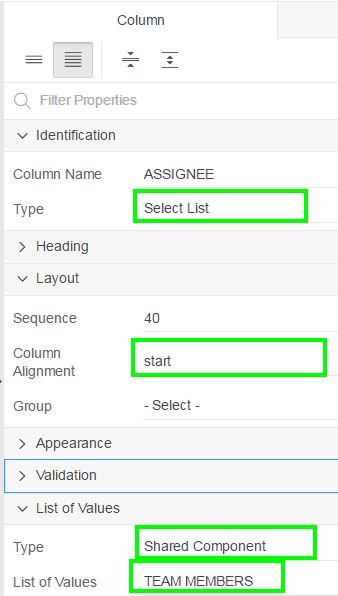 Column
Filter Properties
Identification
Column Name ASSIGNEE
Type Select List
Heading
Layout
Sequence 40
Column
Alignment start
Group - Select -
Appearance
Validation
List of Values
Type Shared Component
List of Values TEAM MEMBERS